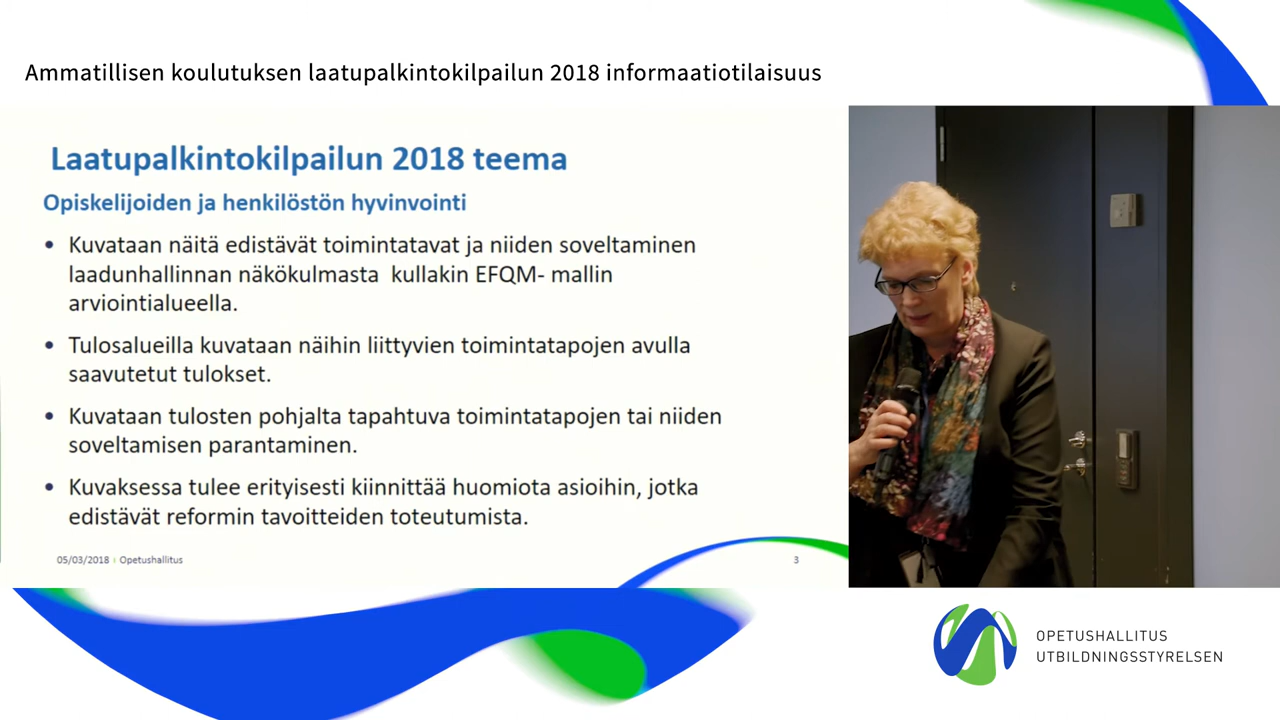 Ammatillisen koulutuksen laatupalkintokilpailun 2018 informaatiotilaisuus
Laatupalkintokilpailun 2018 teema
Opiskelijoiden ja henkilöstön hyvinvointi
• Kuvataan näitä edistävät toimintatavat ja niiden soveltaminen
laadunhallinnan näkökulmasta kullakin EFQM- mallin
arviointialueella.
• Tulosalueilla kuvataan näihin liittyvien toimintatapojen avulla
saavutetut tulokset.
• Kuvataan tulosten pohjalta tapahtuva toimintatapojen tai niiden
soveltamisen parantaminen.
• Kuvaksessa tulee erityisesti kiinnittää huomiota asioihin, jotka
edistävät reformin tavoitteiden toteutumista.
05/03/2018 Opetushallitus 3
OPETUSHALLITUS
UTBILDNINGSSTYRELSEN